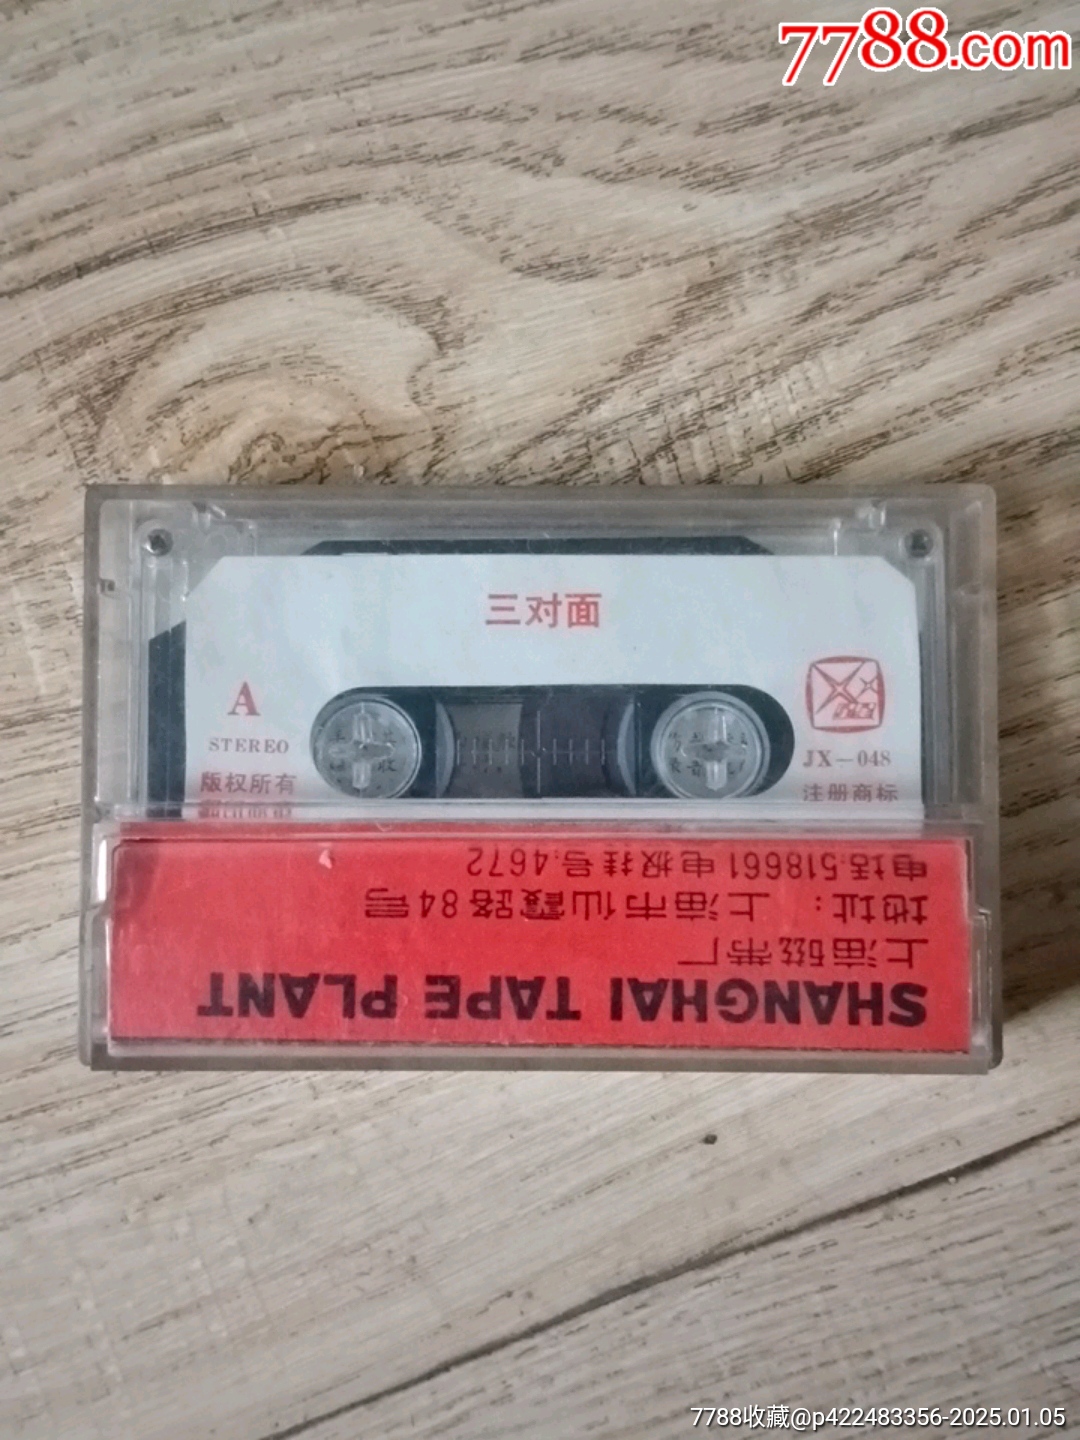 7788.com
三对面
A
STEREO
版权所有
JX-048
注册商标
SHANGHAI TAPE PLANT
上海磁带厂
地址：上海市仙霞路84号
电话:518661 电报挂号:4672
7788收藏@p422483356-2025.01.05